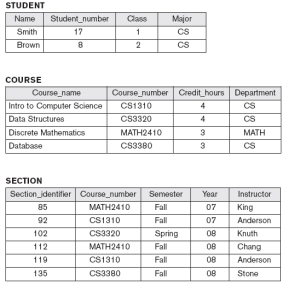 STUDENT
Name Student_number Class Major
Smith 17 1 CS
Brown 8 2 CS
COURSE
Course_name Course_number Credit_hours Department
Intro to Computer Science CS1310 4 CS
Data Structures CS3320 4 CS
Discrete Mathematics MATH2410 3 MATH
Database CS3380 3 CS
SECTION
Section_identifier Course_number Semester Year Instructor
85 MATH2410 Fall 07 King
92 CS1310 Fall 07 Anderson
102 CS3320 Spring 08 Knuth
112 MATH2410 Fall 08 Chang
119 CS1310 Fall 08 Anderson
135 CS3380 Fall 08 Stone